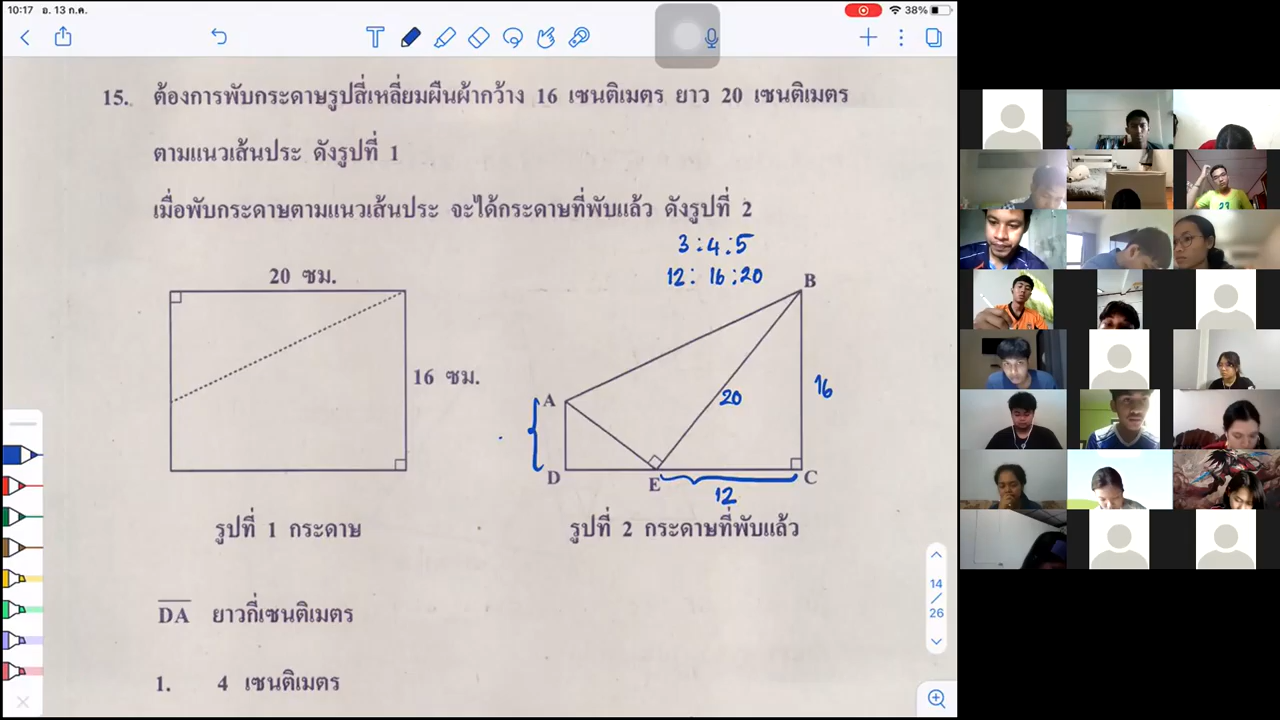 10:17 อ. 13 ก.ค.
38%
15. ต้องการพับกระดาษรูปสี่เหลี่ยมผืนผ้ากว้าง 16 เซนติเมตร ยาว 20 เซนติเมตร
ตามแนวเส้นประ ดังรูปที่ 1
เมื่อพับกระดาษตามแนวเส้นประ จะได้กระดาษที่พับแล้ว ดังรูปที่ 2
3:4:5
12: 16:20
20 ซม.
B
16 ซม.
A
20
16
D
E
C
12
รูปที่ 1 กระดาษ
รูปที่ 2 กระดาษที่พับแล้ว
DA ยาวกี่เซนติเมตร
1. 4 เซนติเมตร
14
/
26
23